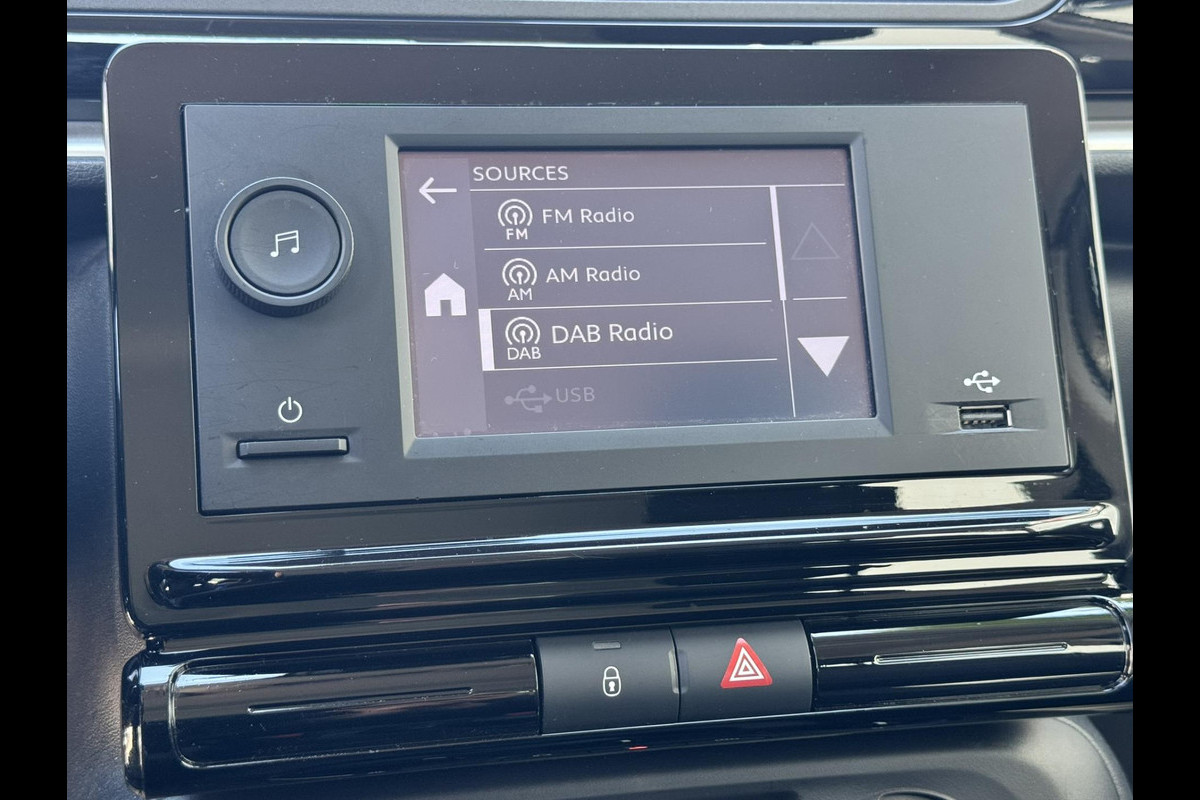 SOURCES
FM Radio
FM
AM Radio
AM
DAB Radio
DAB
USB